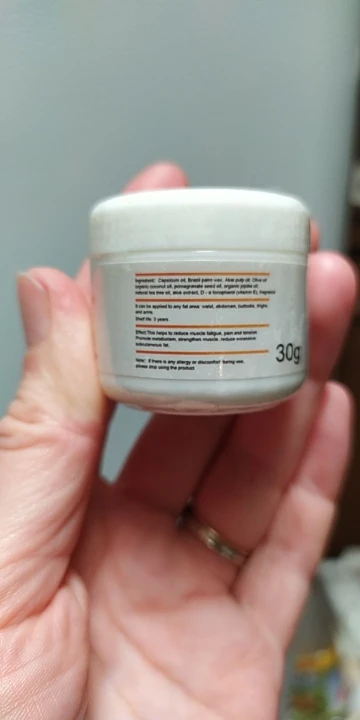 Ingredient: Capsicum oil, Brazil palm wax, Aloe pulp oil, Olive oil
organic coconut oil, pomegranate seed oil, organic jojoba oil,
natural tea tree oil, aloe extract, D - α tocopherol (vitamin E),
It can be applied to any fat area: waist, abdomen, buttocks, thighs
and arms.
Shelf life: 3 years
Effect:This helps to reduce muscle fatigue, pain and tension
Promote metabolism, strengthen muscle, reduce excessive
subcutaneous fat.
Note: If there is any allergy or discomfort during use,
please stop using the product
30g